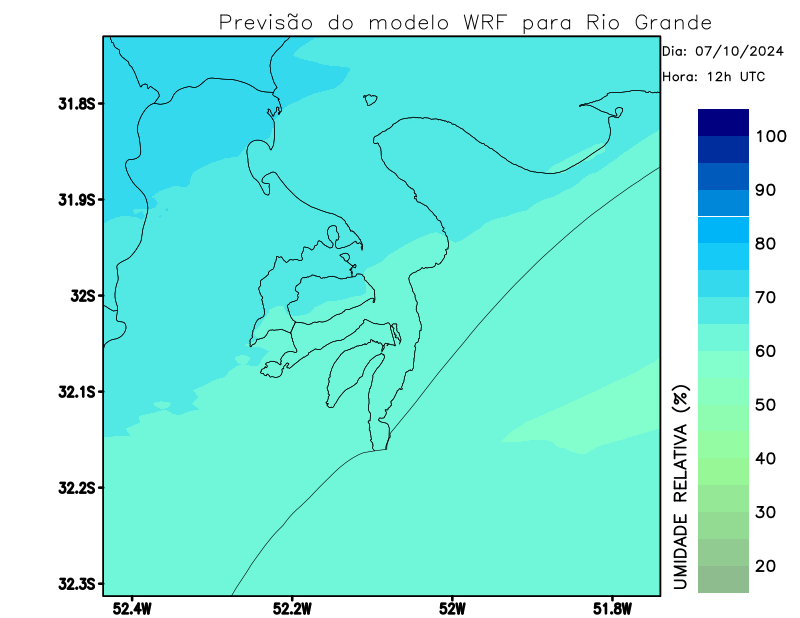 Previsão do modelo WRF para Rio Grande
Dia: 07/10/2024
Hora: 12h UTC
31.8S
31.9S
32S
32.1S
32.2S
32.3S
52.4W
52.2W
52W
51.8W
100
90
80
70
60
50
40
30
20
UMIDADE RELATIVA (%)